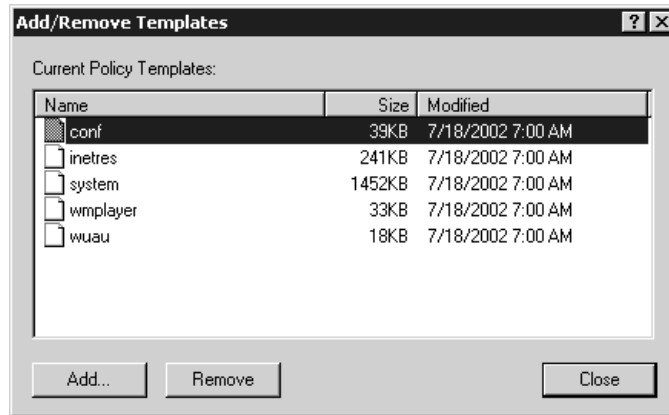 Add/Remove Templates ? X
Current Policy Templates:
Name Size Modified
conf 39KB 7/18/2002 7:00 AM
inetres 241KB 7/18/2002 7:00 AM
system 1452KB 7/18/2002 7:00 AM
wmplayer 33KB 7/18/2002 7:00 AM
wuau 18KB 7/18/2002 7:00 AM
Add... Remove Close